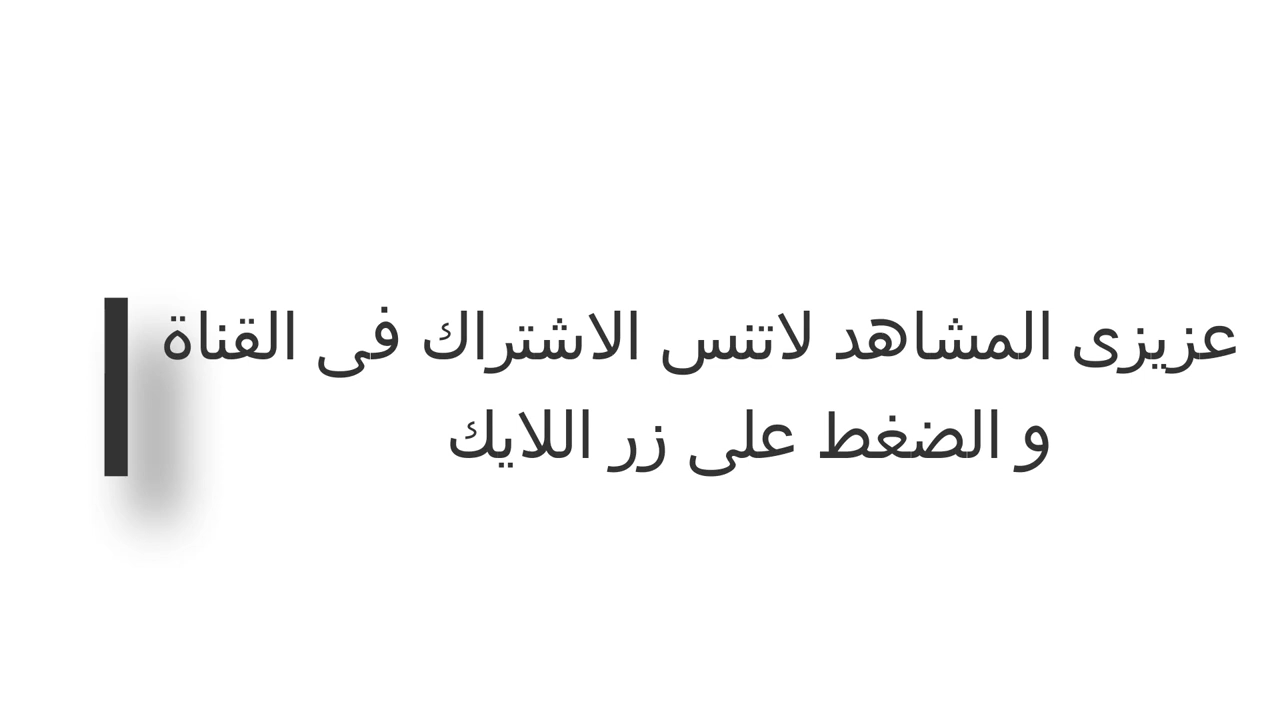 عزيزى المشاهد لاتنس الاشتراك فى القناة
و الضغط على زر اللايك